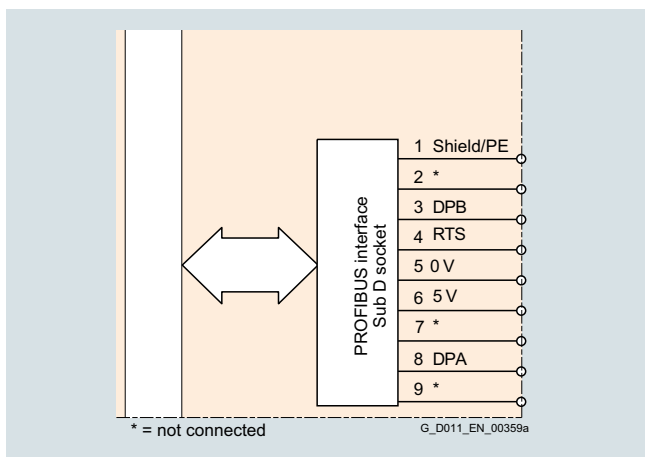 1 Shield/PE
2 *
3 DPB
4 RTS
5 0 V
6 5 V
7 *
8 DPA
9 *
PROFIBUS interface
Sub D socket
* = not connected
G_D011_EN_00359a